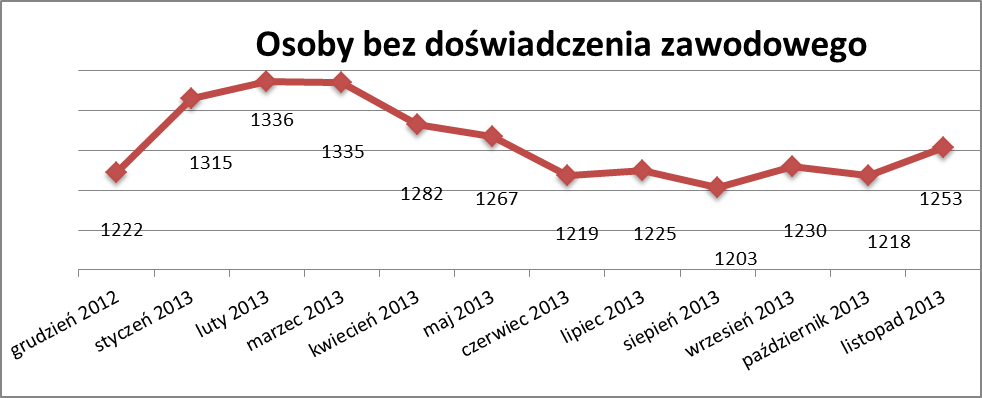 Osoby bez doświadczenia zawodowego
1222
1315
1336
1335
1282
1267
1219
1225
1203
1230
1218
1253
grudzień 2012
styczeń 2013
luty 2013
marzec 2013
kwiecień 2013
maj 2013
czerwiec 2013
lipiec 2013
siepień 2013
wrzesień 2013
październik 2013
listopad 2013